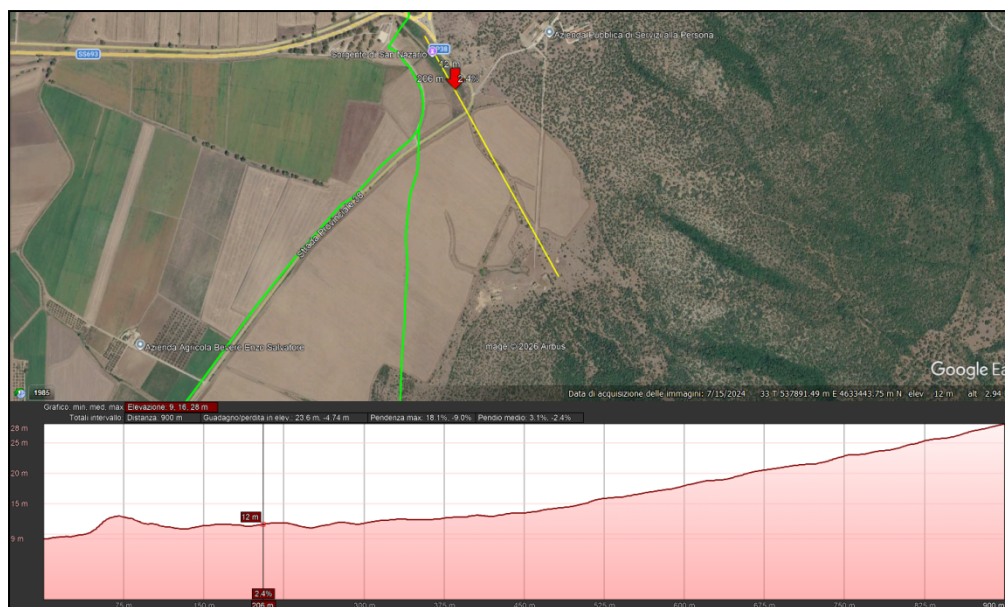 Azienda Pubblica di Servizi alla Persona
SS693
Sorgente di San Nazario
P38
12 m
206 m
2.4%
Strada Provinciale 38
Azienda Agricola Besere Enzo Salvatore
Image © 2026 Airbus
Google Ea
1985
Data di acquisizione delle immagini: 7/15/2024 33 T 537891.49 m E 4633443.75 m N elev 12 m alt 2.94
Grafico: min, med, max Elevazione: 9, 16, 28 m
Totali intervallo: Distanza: 900 m Guadagno/perdita in elev.: 23.6 m, -4.74 m Pendenza max: 18.1%, -9.0% Pendio medio: 3.1%, -2.4%
28 m
25 m
20 m
15 m
12 m
9 m
2.4%
75 m 150 m 206 m 300 m 375 m 450 m 525 m 600 m 675 m 750 m 825 m 900 m